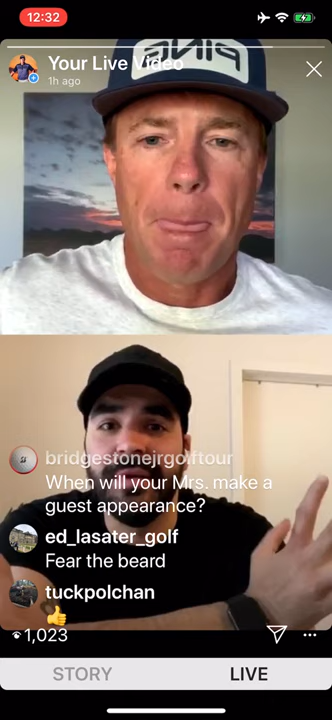 12:32
PING
Your Live Video
1h ago
bridgestonejrgolftour
When will your Mrs. make a
guest appearance?
ed_lasater_golf
Fear the beard
tuckpolchan
👍
1,023
STORY
LIVE